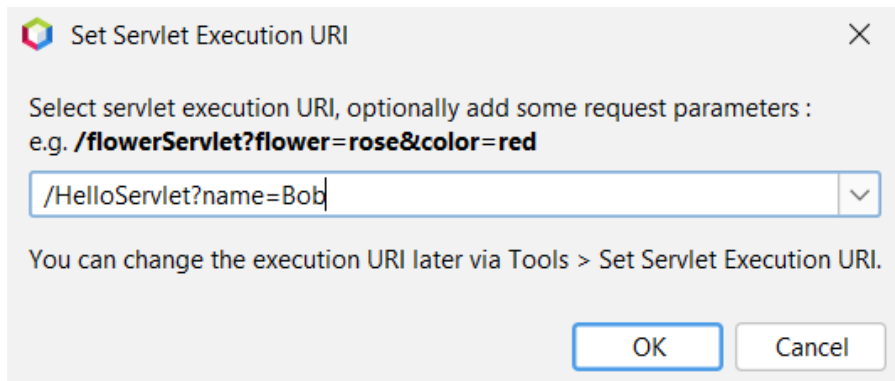 Set Servlet Execution URI
Select servlet execution URI, optionally add some request parameters :
e.g. /flowerServlet?flower=rose&color=red
/HelloServlet?name=Bob
You can change the execution URI later via Tools > Set Servlet Execution URI.
OK Cancel